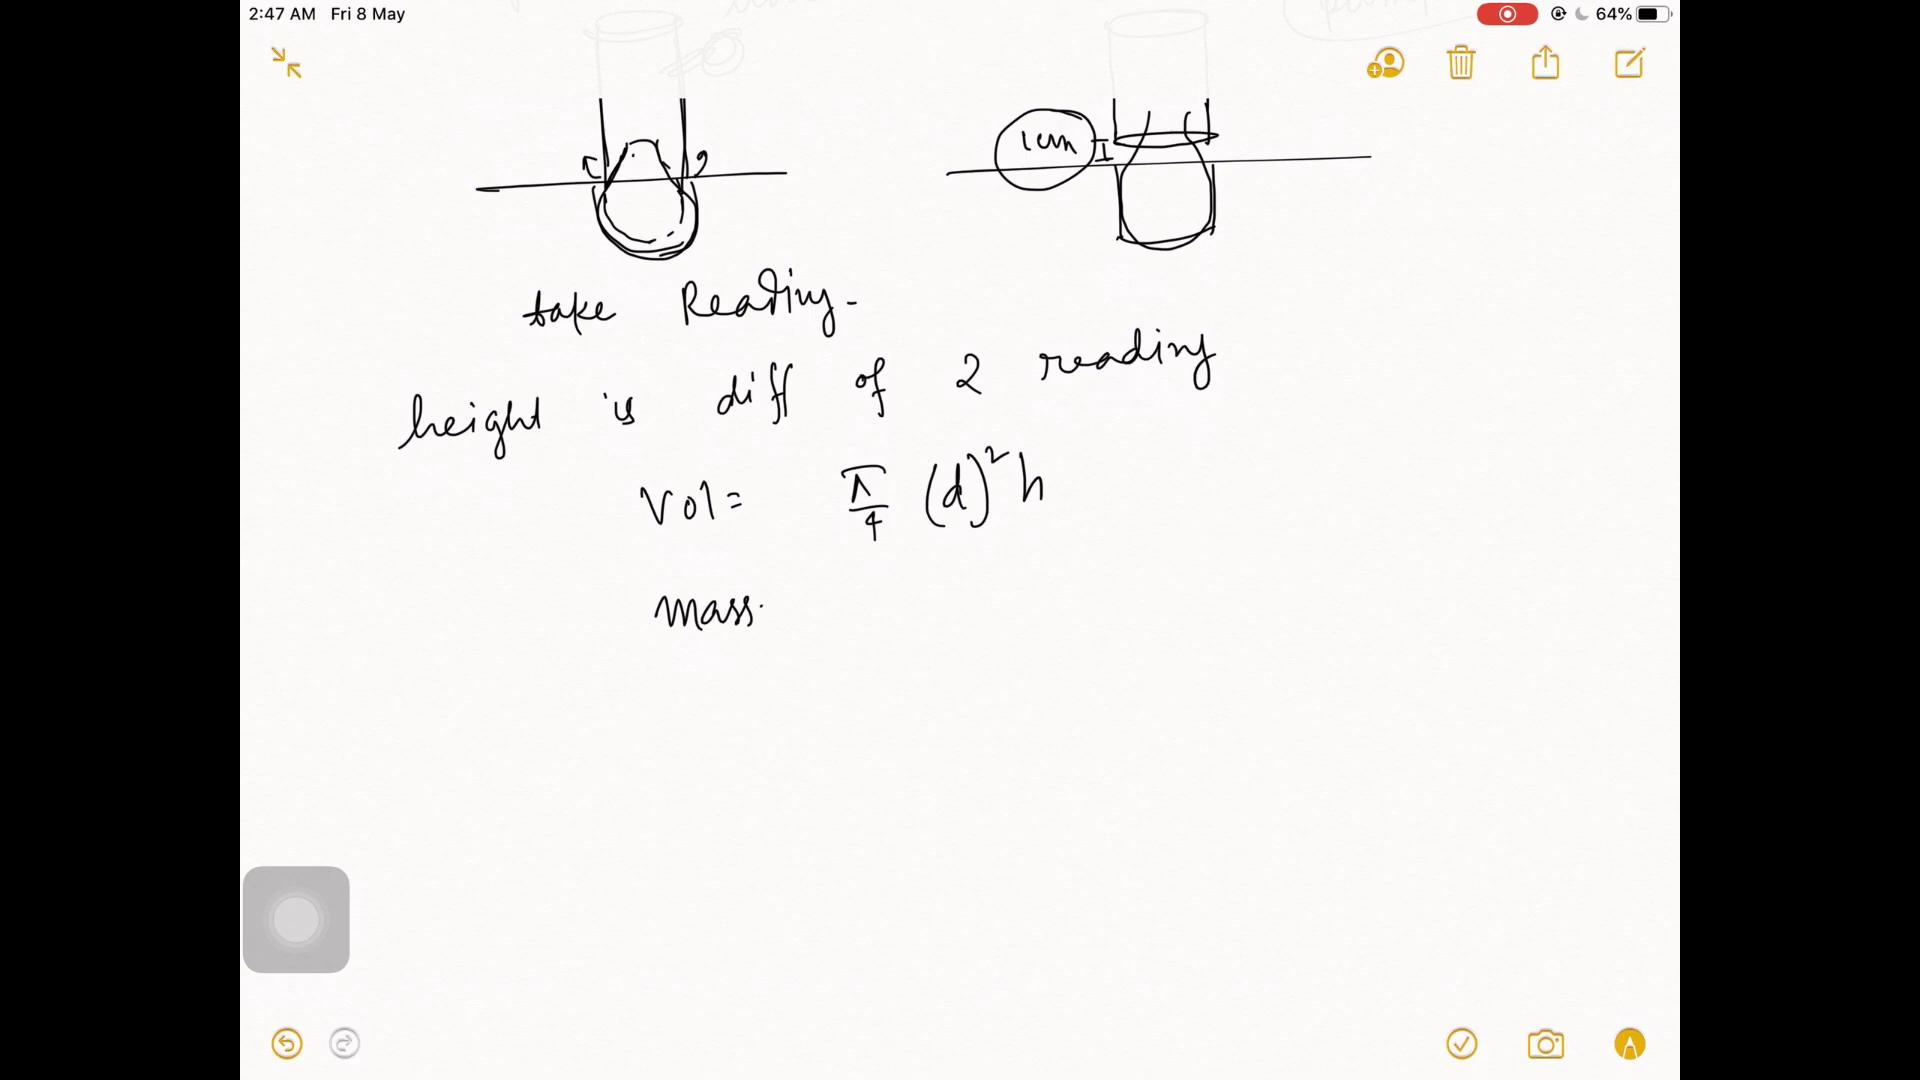 2:47 AM Fri 8 May 64%
1cm
take Reading-
height is diff of 2 reading
Vol= π/4 (d)²h
mass.